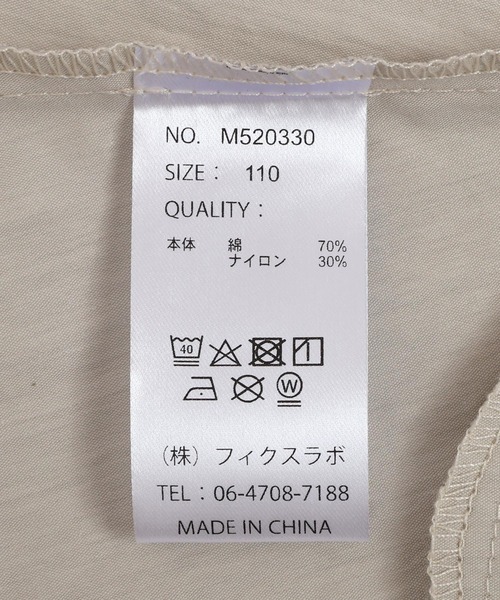 NO. M520330
SIZE : 110
QUALITY :
本体 綿 70%
ナイロン 30%
40
W
(株) フィクスラボ
TEL : 06-4708-7188
MADE IN CHINA